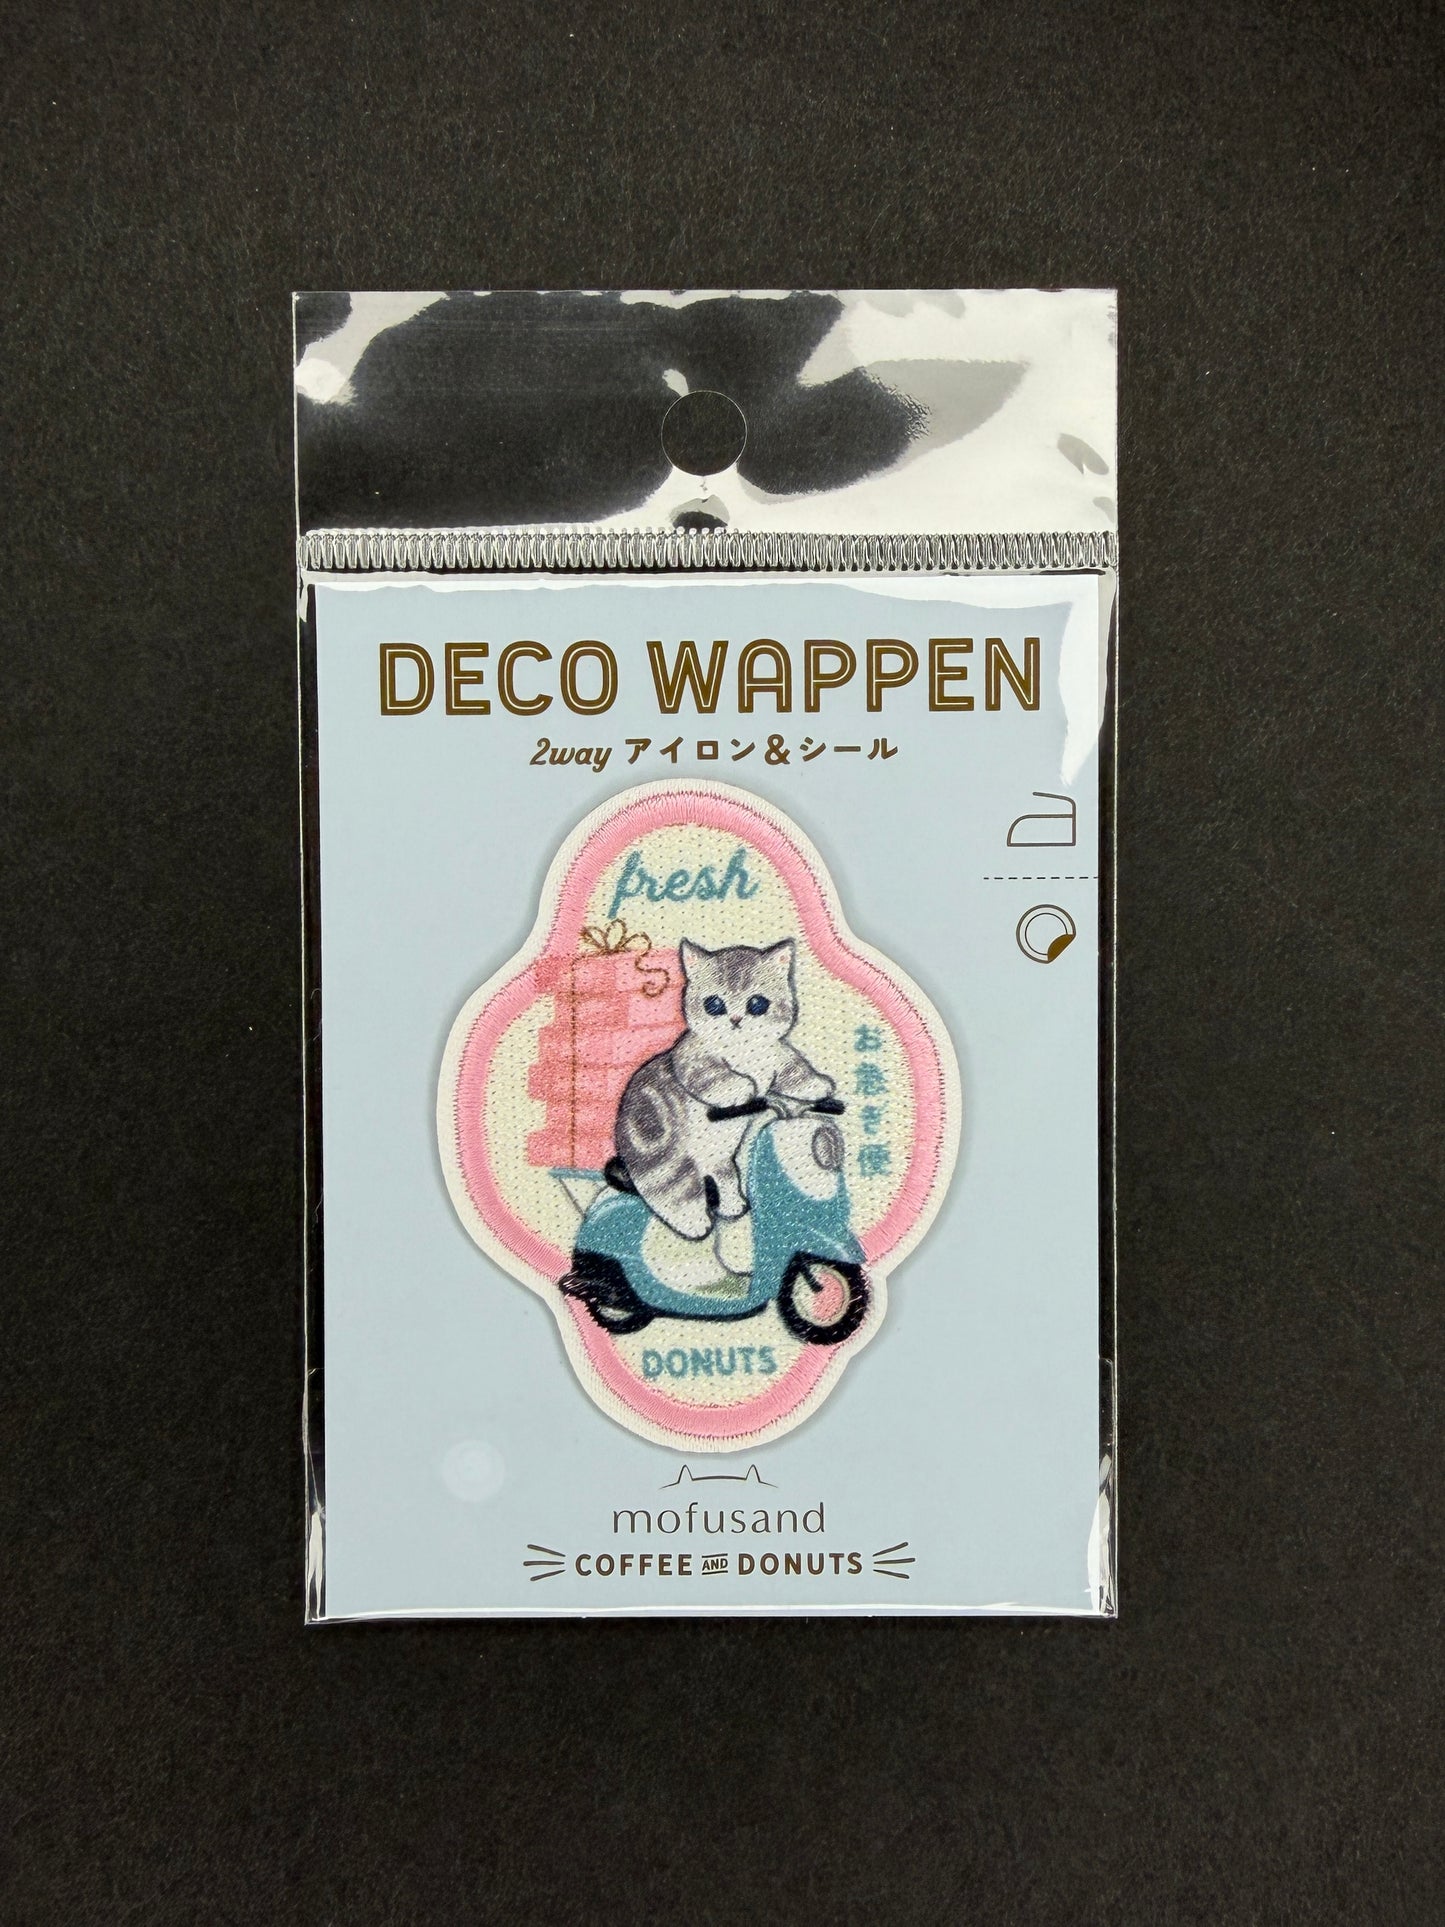 DECO WAPPEN
2way アイロン&シール
fresh
お急ぎ便
DONUTS
mofusand
COFFEE AND DONUTS